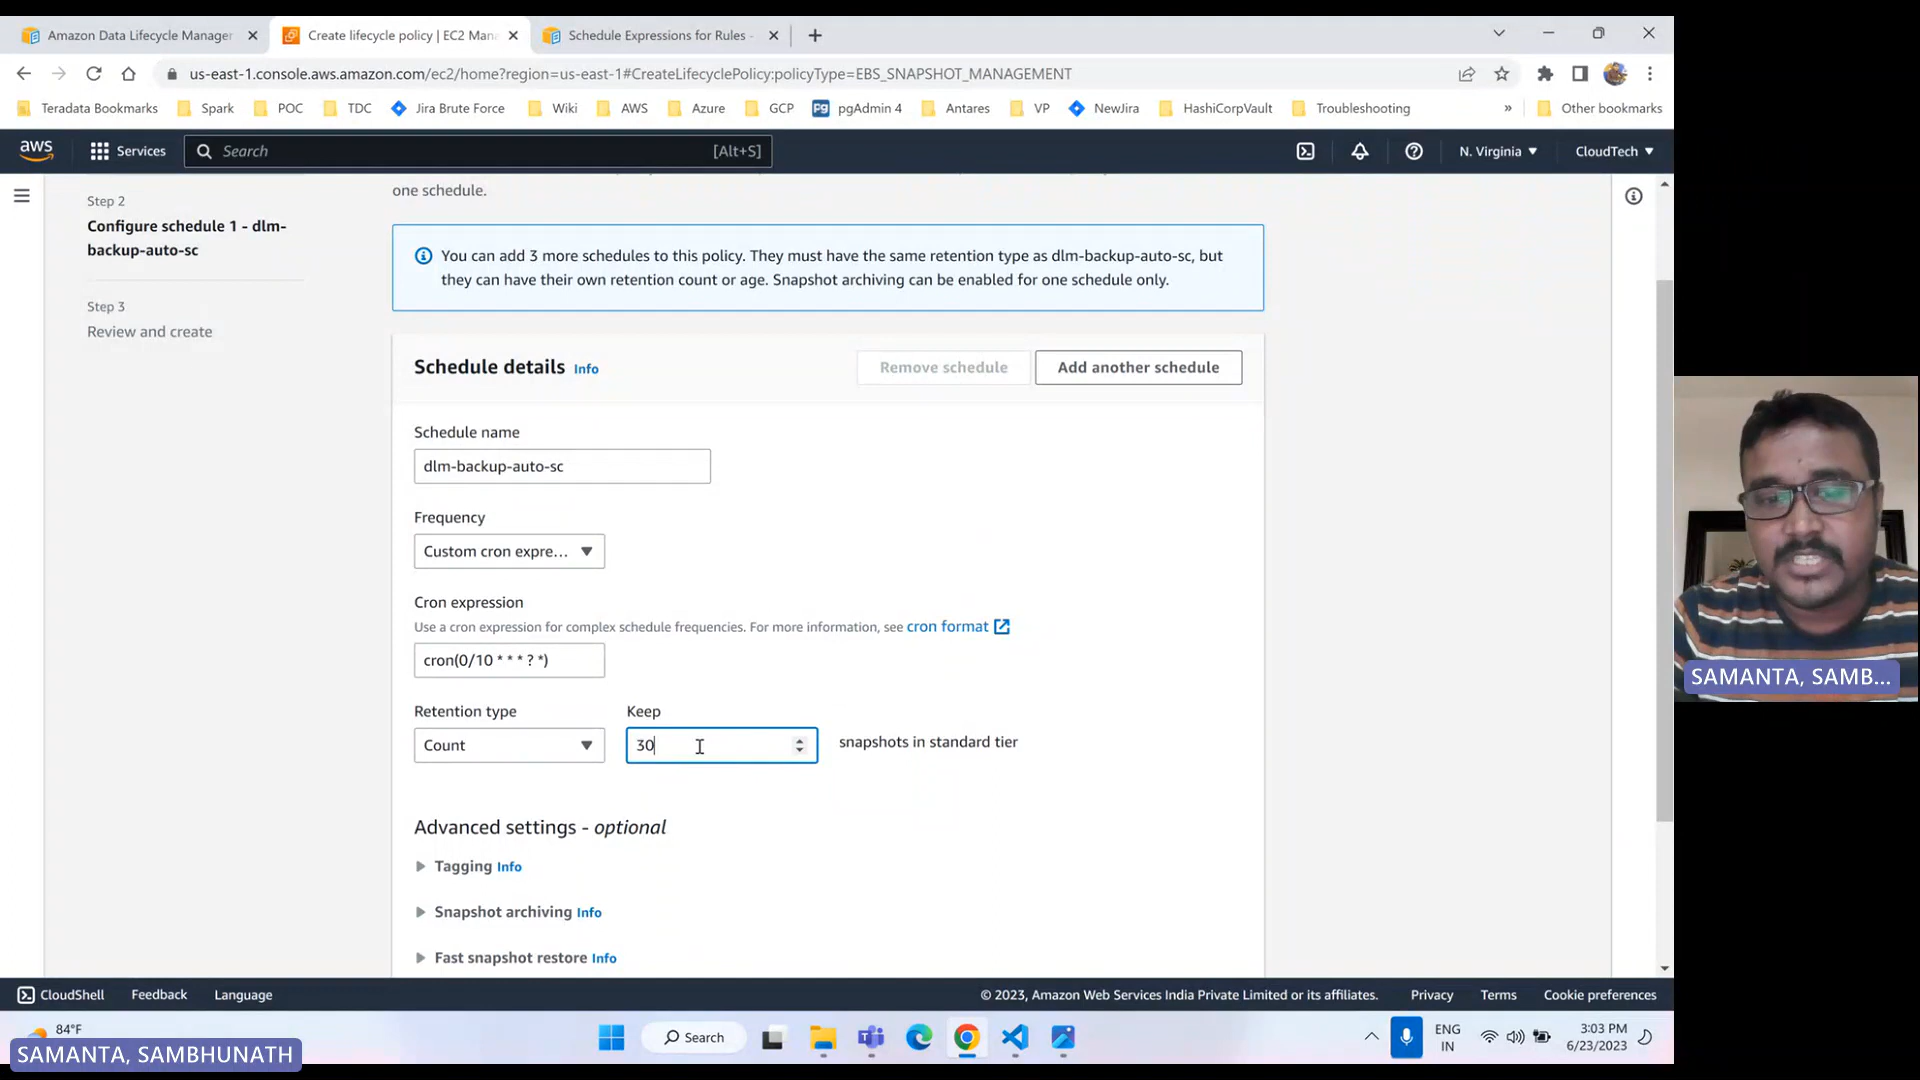 Amazon Data Lifecycle Manager
Create lifecycle policy | EC2 Man
Schedule Expressions for Rules -
us-east-1.console.aws.amazon.com/ec2/home?region=us-east-1#CreateLifecyclePolicy:policyType=EBS_SNAPSHOT_MANAGEMENT
Teradata Bookmarks Spark POC TDC Jira Brute Force Wiki AWS Azure GCP Pg pgAdmin 4 Antares VP NewJira HashiCorpVault Troubleshooting » Other bookmarks
aws Services Search [Alt+S] N. Virginia CloudTech
Step 2
Configure schedule 1 - dlm-
backup-auto-sc
Step 3
Review and create
one schedule.
You can add 3 more schedules to this policy. They must have the same retention type as dlm-backup-auto-sc, but
they can have their own retention count or age. Snapshot archiving can be enabled for one schedule only.
Schedule details Info Remove schedule Add another schedule
Schedule name
dlm-backup-auto-sc
Frequency
Custom cron expre...
Cron expression
Use a cron expression for complex schedule frequencies. For more information, see cron format
cron(0/10 * * * ? *)
Retention type Keep
Count 30 snapshots in standard tier
Advanced settings - optional
Tagging Info
Snapshot archiving Info
Fast snapshot restore Info
CloudShell Feedback Language © 2023, Amazon Web Services India Private Limited or its affiliates. Privacy Terms Cookie preferences
84°F
Search
ENG
IN
3:03 PM
6/23/2023
SAMANTA, SAMBHUNATH
SAMANTA, SAMB...